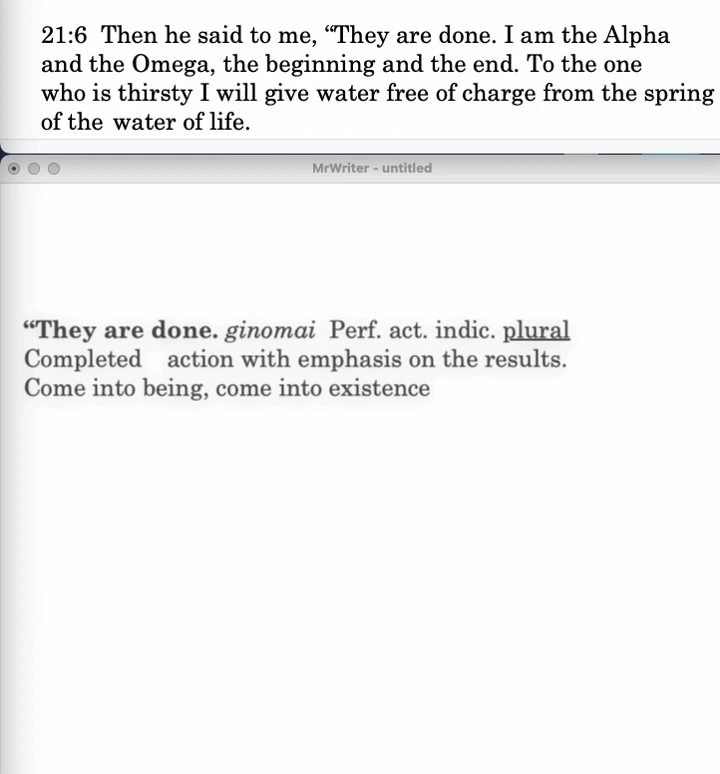 21:6 Then he said to me, “They are done. I am the Alpha
and the Omega, the beginning and the end. To the one
who is thirsty I will give water free of charge from the spring
of the water of life.
MrWriter - untitled
“They are done. ginomai Perf. act. indic. plural
Completed action with emphasis on the results.
Come into being, come into existence